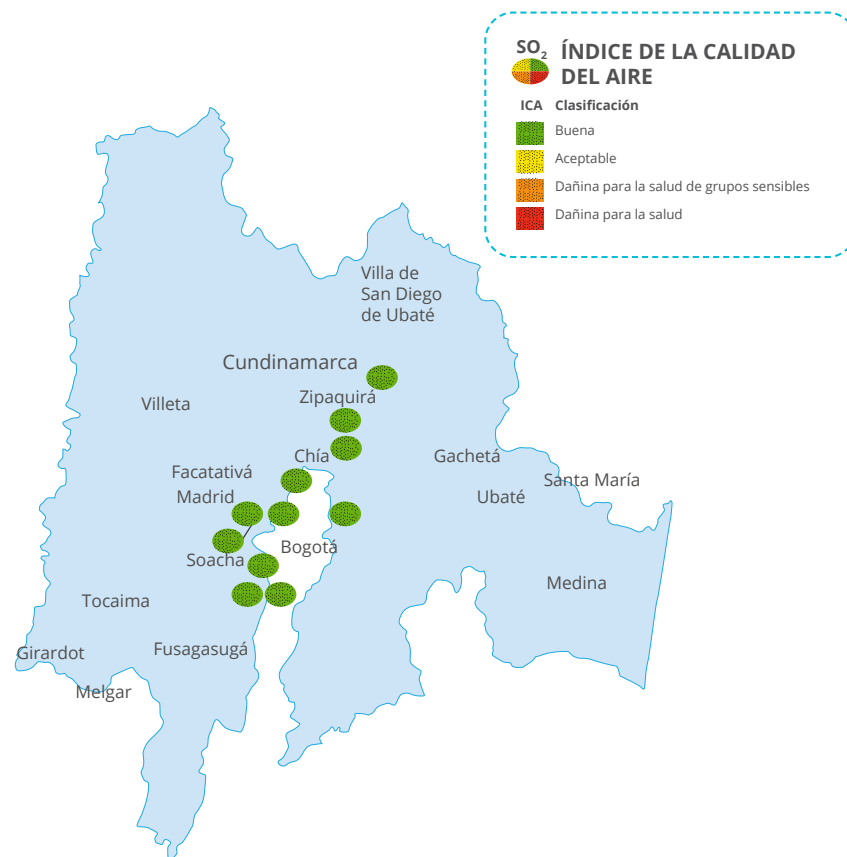 SO2 ÍNDICE DE LA CALIDAD
DEL AIRE
ICA Clasificación
Buena
Aceptable
Dañina para la salud de grupos sensibles
Dañina para la salud
Villa de
San Diego
de Ubaté
Cundinamarca
Zipaquirá
Villeta
Chía
Gachetá
Facatativá
Santa María
Madrid
Ubaté
Bogotá
Soacha
Medina
Tocaima
Fusagasugá
Girardot
Melgar